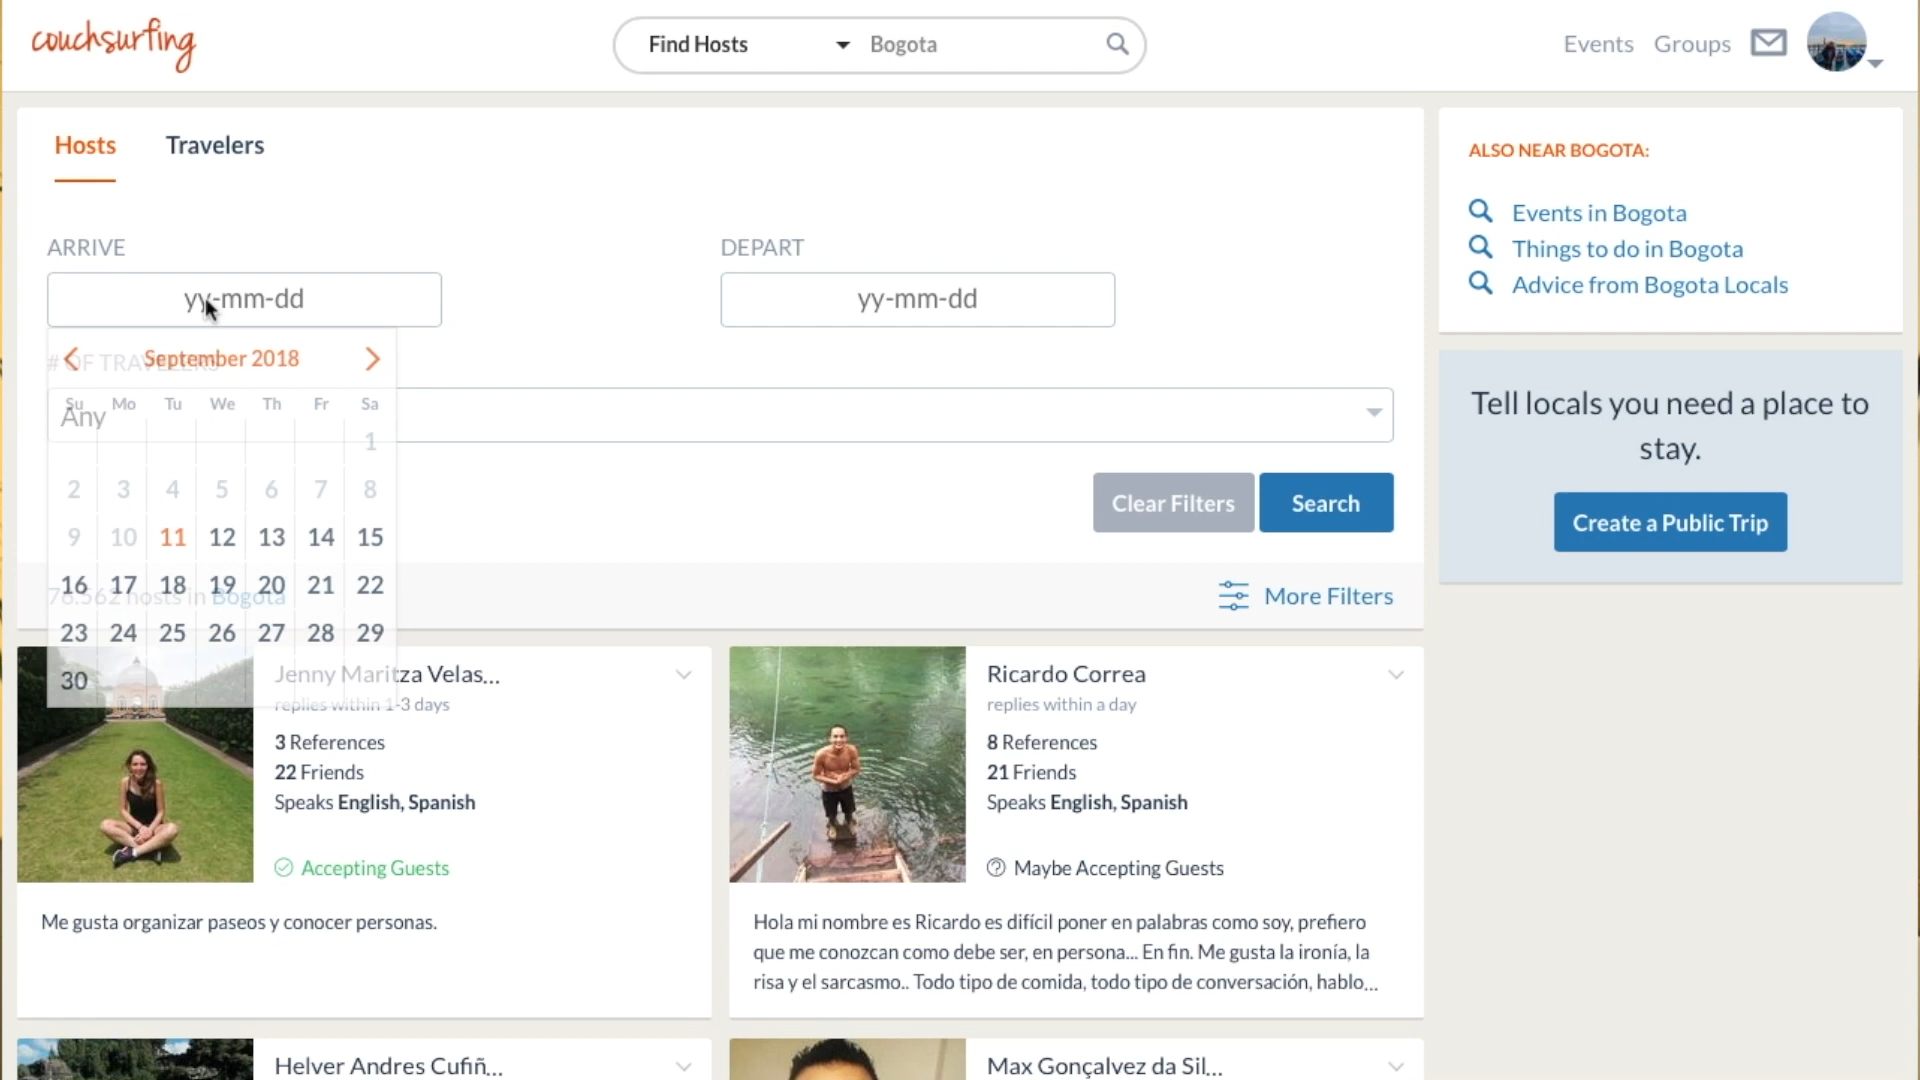 couchsurfing
Find Hosts
Bogota
Events
Groups
Hosts
Travelers
ARRIVE
DEPART
yy-mm-dd
yy-mm-dd
# OF TRAVELERS
September 2018
Any
Su Mo Tu We Th Fr Sa
1
2 3 4 5 6 7 8
9 10 11 12 13 14 15
16 17 18 19 20 21 22
23 24 25 26 27 28 29
30
Clear Filters
Search
76.562 hosts in Bogota
More Filters
Jenny Maritza Velas...
replies within 1-3 days
3 References
22 Friends
Speaks English, Spanish
Accepting Guests
Me gusta organizar paseos y conocer personas.
Ricardo Correa
replies within a day
8 References
21 Friends
Speaks English, Spanish
Maybe Accepting Guests
Hola mi nombre es Ricardo es difícil poner en palabras como soy, prefiero
que me conozcan como debe ser, en persona... En fin. Me gusta la ironía, la
risa y el sarcasmo.. Todo tipo de comida, todo tipo de conversación, hablo...
Helver Andres Cufiñ...
Max Gonçalvez da Sil...
ALSO NEAR BOGOTA:
Events in Bogota
Things to do in Bogota
Advice from Bogota Locals
Tell locals you need a place to
stay.
Create a Public Trip